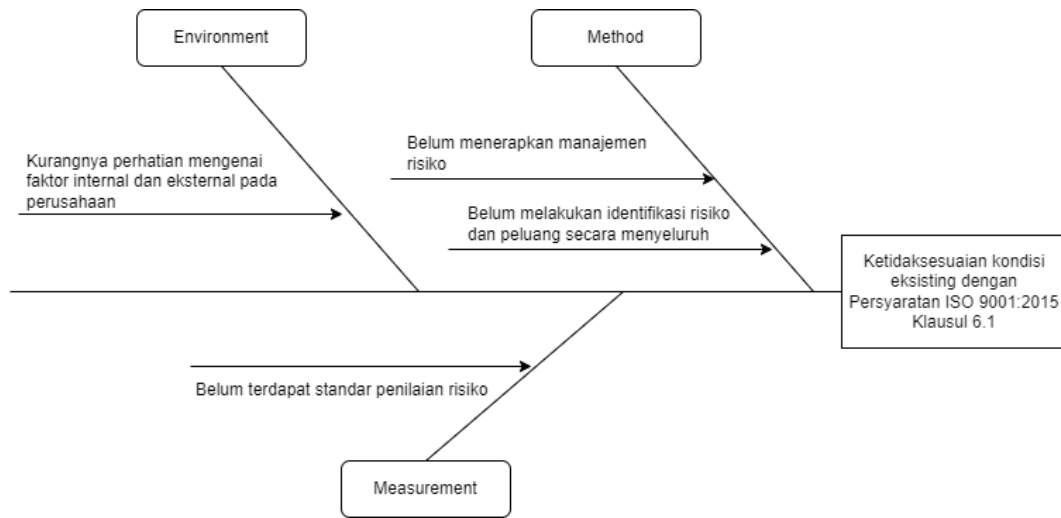 Environment
Method
Belum menerapkan manajemen
risiko
Kurangnya perhatian mengenai
faktor internal dan eksternal pada
perusahaan
Belum melakukan identifikasi risiko
dan peluang secara menyeluruh
Ketidaksesuaian kondisi
eksisting dengan
Persyaratan ISO 9001:2015
Klausul 6.1
Belum terdapat standar penilaian risiko
Measurement